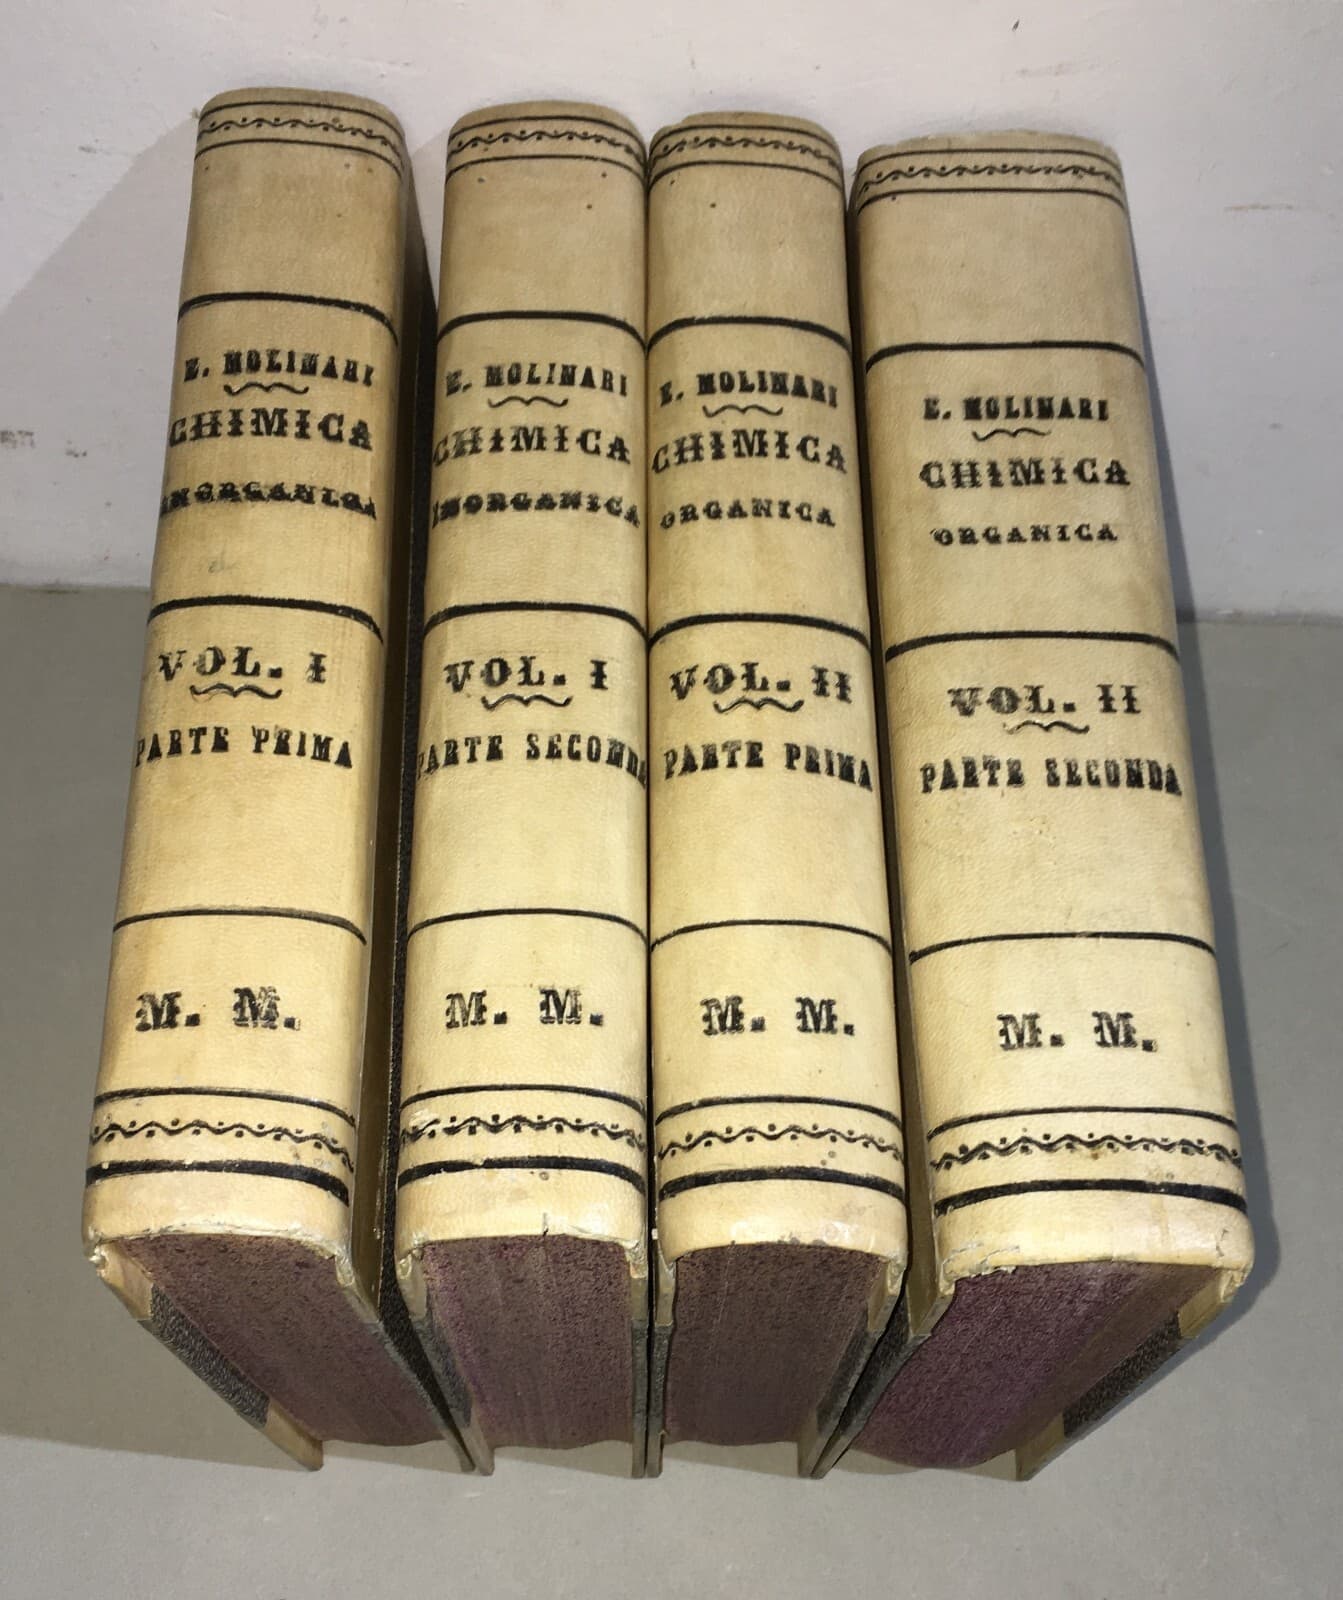 E. MOLINARI
CHIMICA
INORGANICA
VOL. I
PARTE PRIMA
M. M.
E. MOLINARI
CHIMICA
INORGANICA
VOL. I
PARTE SECONDA
M. M.
E. MOLINARI
CHIMICA
ORGANICA
VOL. II
PARTE PRIMA
M. M.
E. MOLINARI
CHIMICA
ORGANICA
VOL. II
PARTE SECONDA
M. M.